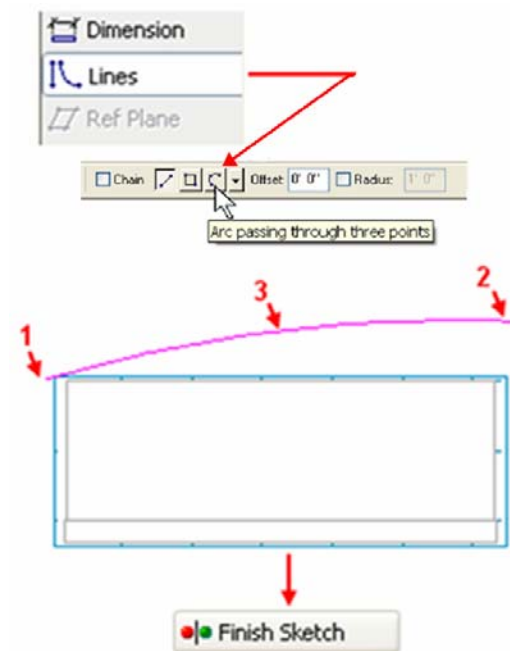 Dimension
Lines
Ref Plane
Chain Offset: 0' 0" Radius: 1' 0"
Arc passing through three points
1
3
2
Finish Sketch